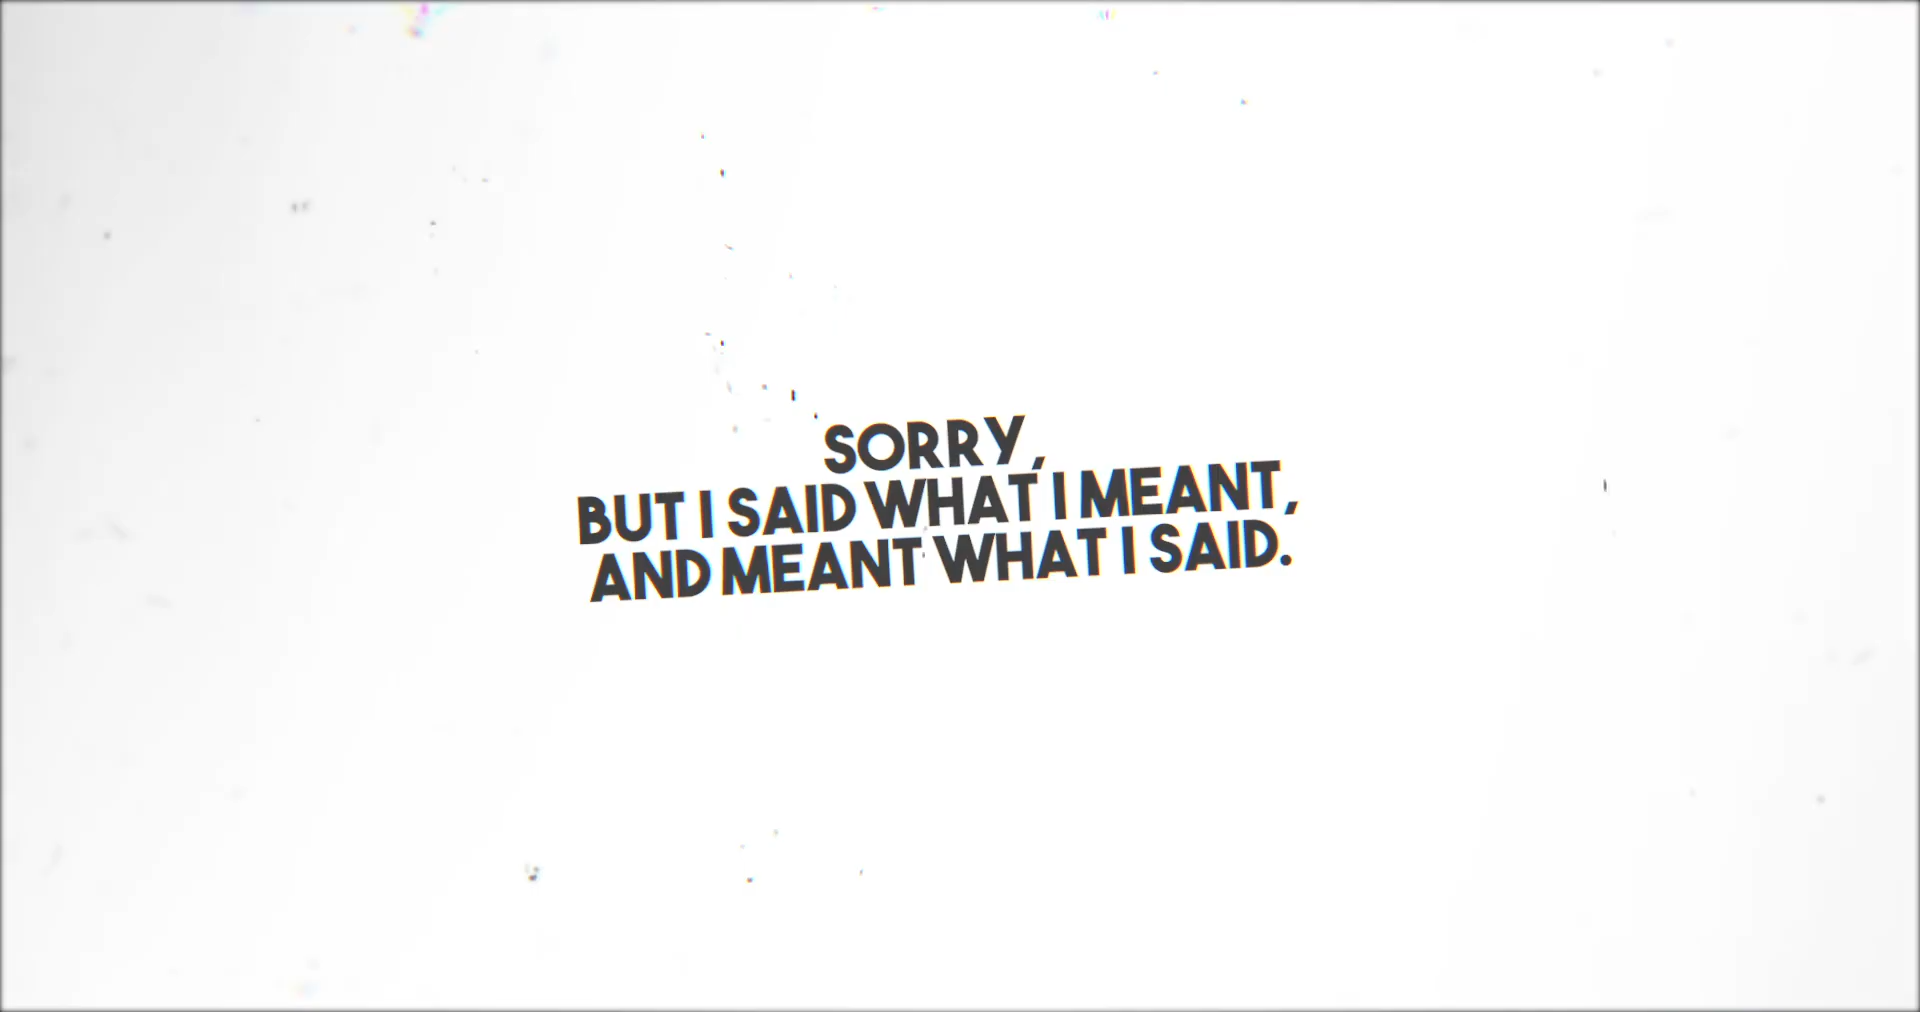 SORRY,
BUT I SAID WHAT I MEANT,
AND MEANT WHAT I SAID.